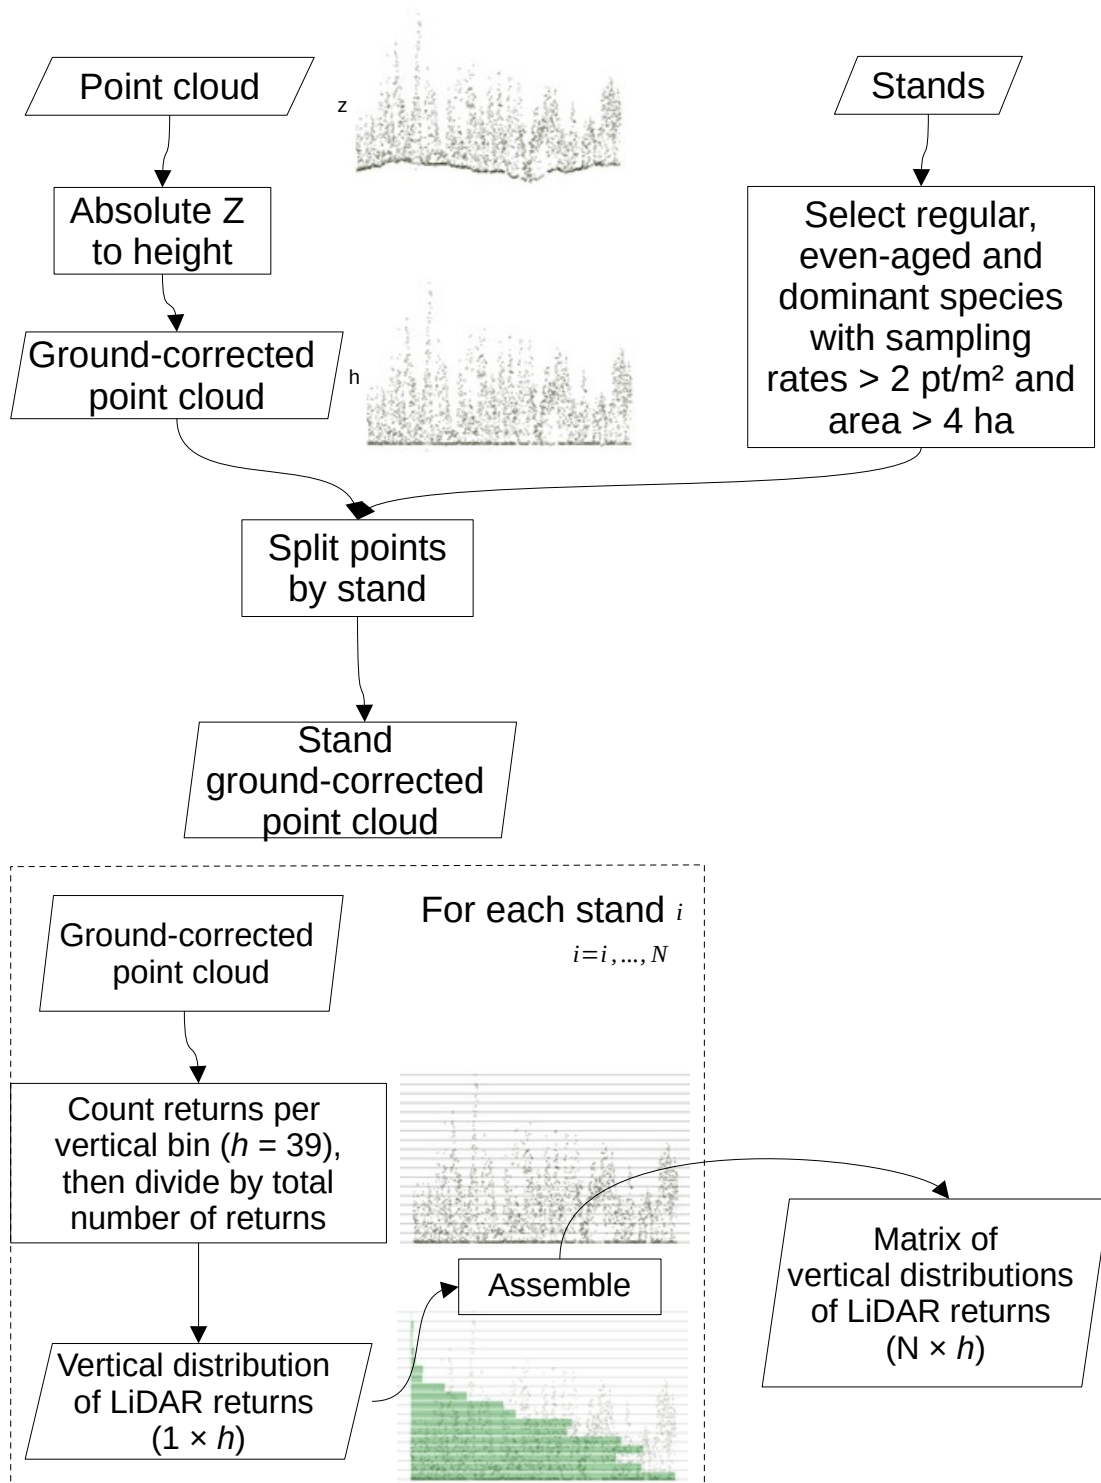 Point cloud
z
Stands
Absolute Z
to height
Select regular,
even-aged and
dominant species
with sampling
rates > 2 pt/m² and
area > 4 ha
Ground-corrected
point cloud
h
Split points
by stand
Stand
ground-corrected
point cloud
For each stand i
i=i,...,N
Ground-corrected
point cloud
Count returns per
vertical bin (h = 39),
then divide by total
number of returns
Assemble
Matrix of
vertical distributions
of LiDAR returns
(N × h)
Vertical distribution
of LiDAR returns
(1 × h)